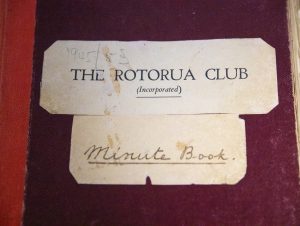 THE ROTORUA CLUB
(Incorporated)
Minute Book.